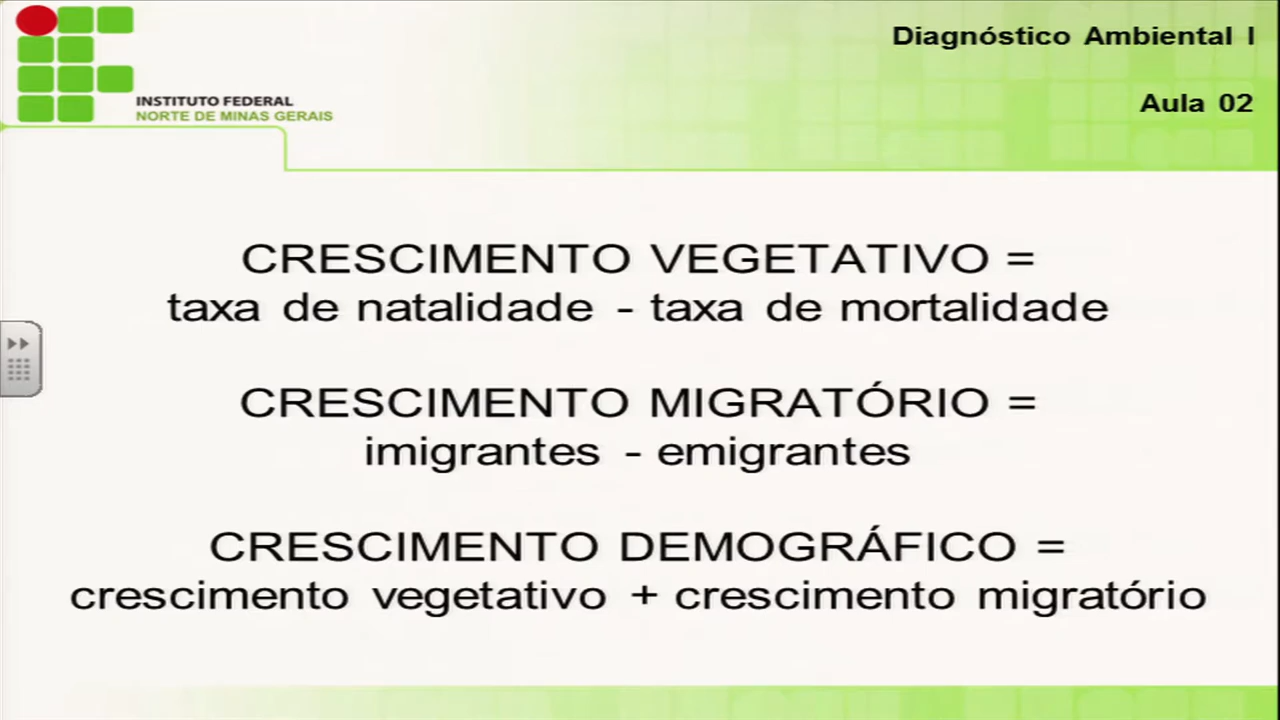 Diagnóstico Ambiental I
Aula 02
INSTITUTO FEDERAL
NORTE DE MINAS GERAIS
CRESCIMENTO VEGETATIVO =
taxa de natalidade - taxa de mortalidade
CRESCIMENTO MIGRATÓRIO =
imigrantes - emigrantes
CRESCIMENTO DEMOGRÁFICO =
crescimento vegetativo + crescimento migratório